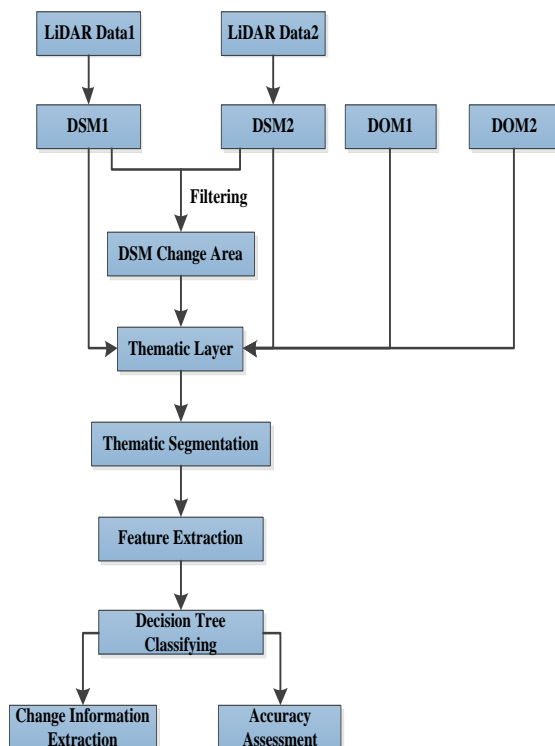 LiDAR Data1
LiDAR Data2
DSM1
DSM2
DOM1
DOM2
Filtering
DSM Change Area
Thematic Layer
Thematic Segmentation
Feature Extraction
Decision Tree
Classifying
Change Information
Extraction
Accuracy
Assessment